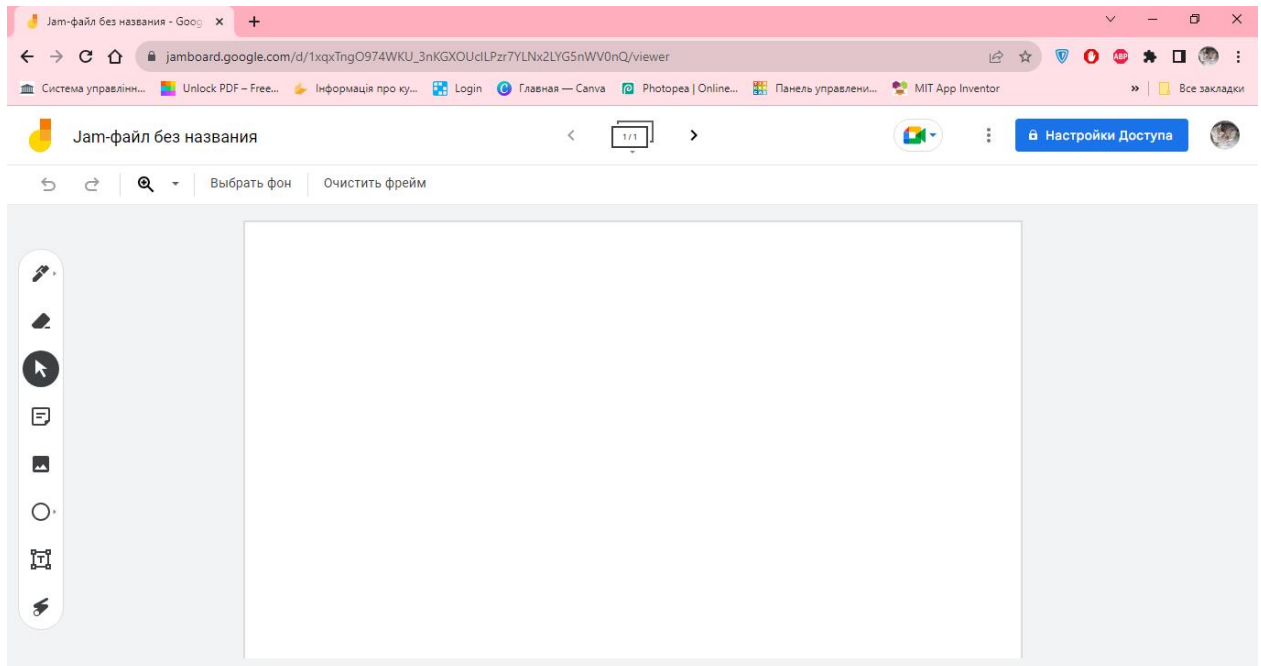 Jam-файл без названия - Goog
jamboard.google.com/d/1xqxTngO974WKU_3nKGXOUclLPzr7YLNx2LYG5nWV0nQ/viewer
ABP
Система управлінн... Unlock PDF – Free... Інформація про ку... Login Главная — Canva Photopea | Online... Панель управлени... MIT App Inventor » Все закладки
Jam-файл без названия 1/1 Настройки Доступа
Выбрать фон Очистить фрейм